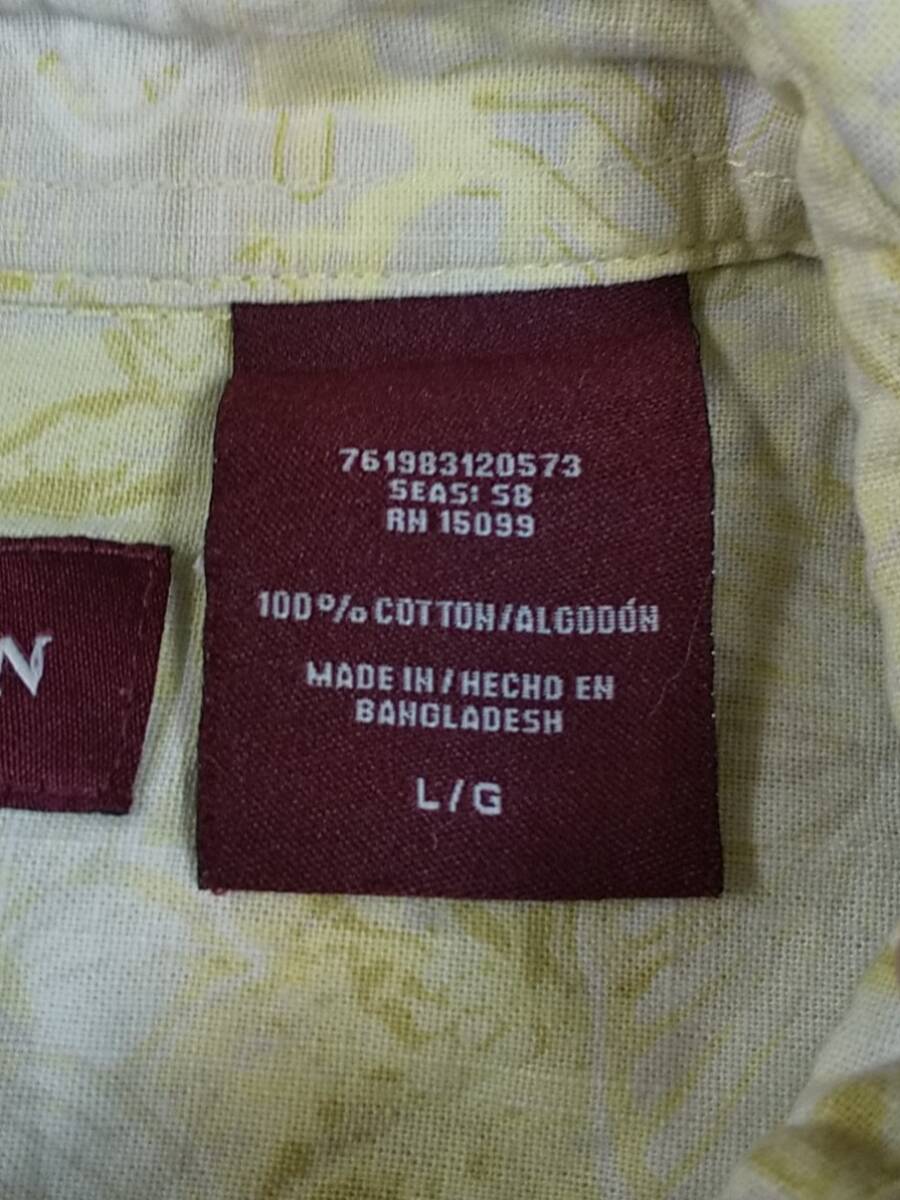 761983120573
SEAS: S8
RN 15099
100% COTTON/ALGODÓN
MADE IN/HECHO EN
BANGLADESH
L/G
N